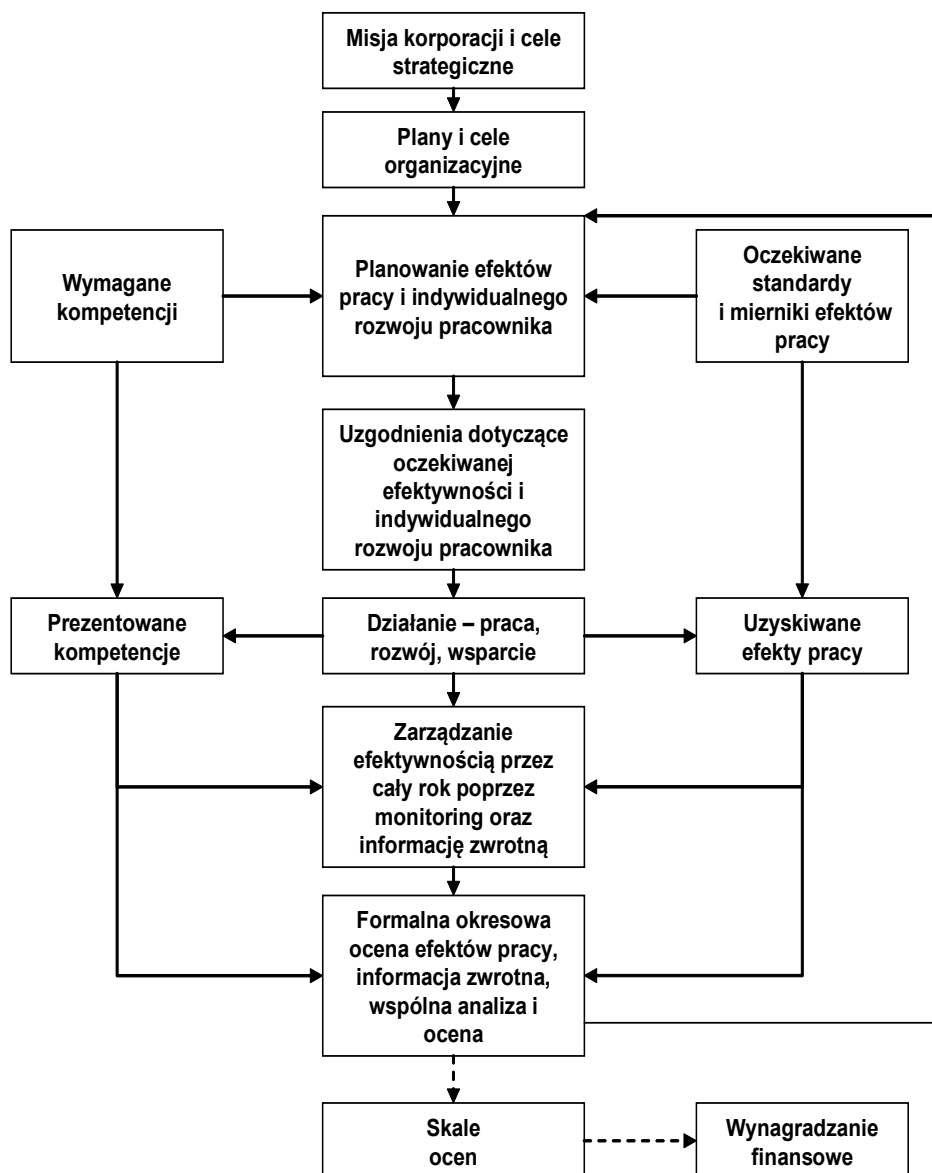 Misja korporacji i cele
strategiczne
Plany i cele
organizacyjne
Wymagane
kompetencji
Planowanie efektów
pracy i indywidualnego
rozwoju pracownika
Oczekiwane
standardy
i mierniki efektów
pracy
Uzgodnienia dotyczące
oczekiwanej
efektywności i
indywidualnego
rozwoju pracownika
Prezentowane
kompetencje
Działanie – praca,
rozwój, wsparcie
Uzyskiwane
efekty pracy
Zarządzanie
efektywnością przez
cały rok poprzez
monitoring oraz
informację zwrotną
Formalna okresowa
ocena efektów pracy,
informacja zwrotna,
wspólna analiza i
ocena
Skale
ocen
Wynagradzanie
finansowe